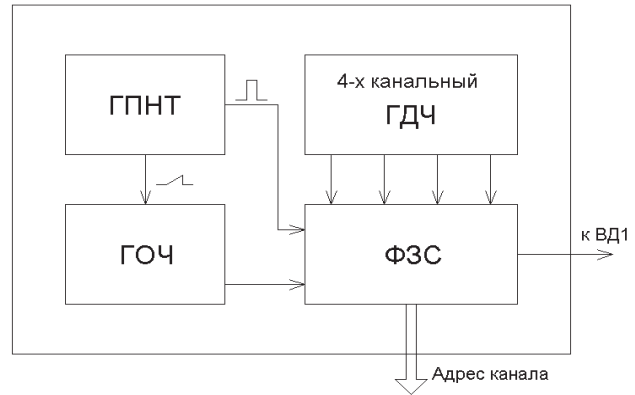 ГПНТ
4-х канальный
ГДЧ
ГОЧ
ФЗС
к ВД1
Адрес канала